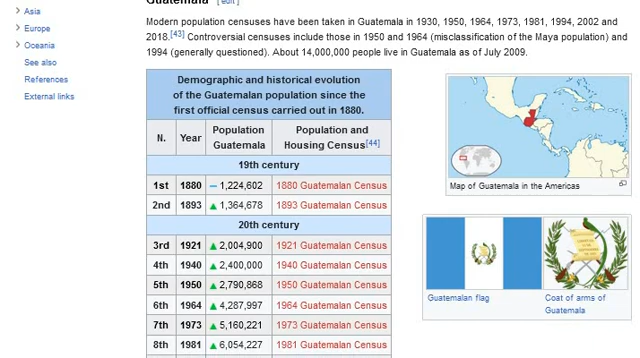 Asia
Europe
Oceania
See also
References
External links
Guatemala [ edit ]
Modern population censuses have been taken in Guatemala in 1930, 1950, 1964, 1973, 1981, 1994, 2002 and
2018.[43] Controversial censuses include those in 1950 and 1964 (misclassification of the Maya population) and
1994 (generally questioned). About 14,000,000 people live in Guatemala as of July 2009.
Demographic and historical evolution
of the Guatemalan population since the
first official census carried out in 1880.
N. Year Population Guatemala Population and Housing Census[44]
19th century
1st 1880 1,224,602 1880 Guatemalan Census
2nd 1893 ▲ 1,364,678 1893 Guatemalan Census
20th century
3rd 1921 ▲ 2,004,900 1921 Guatemalan Census
4th 1940 ▲ 2,400,000 1940 Guatemalan Census
5th 1950 ▲ 2,790,868 1950 Guatemalan Census
6th 1964 ▲ 4,287,997 1964 Guatemalan Census
7th 1973 ▲ 5,160,221 1973 Guatemalan Census
8th 1981 ▲ 6,054,227 1981 Guatemalan Census
Map of Guatemala in the Americas
Guatemalan flag
Coat of arms of
Guatemala